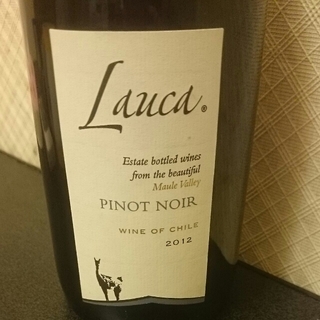 Lauca®
Estate bottled wines
from the beautiful
Maule Valley
PINOT NOIR
WINE OF CHILE
2012